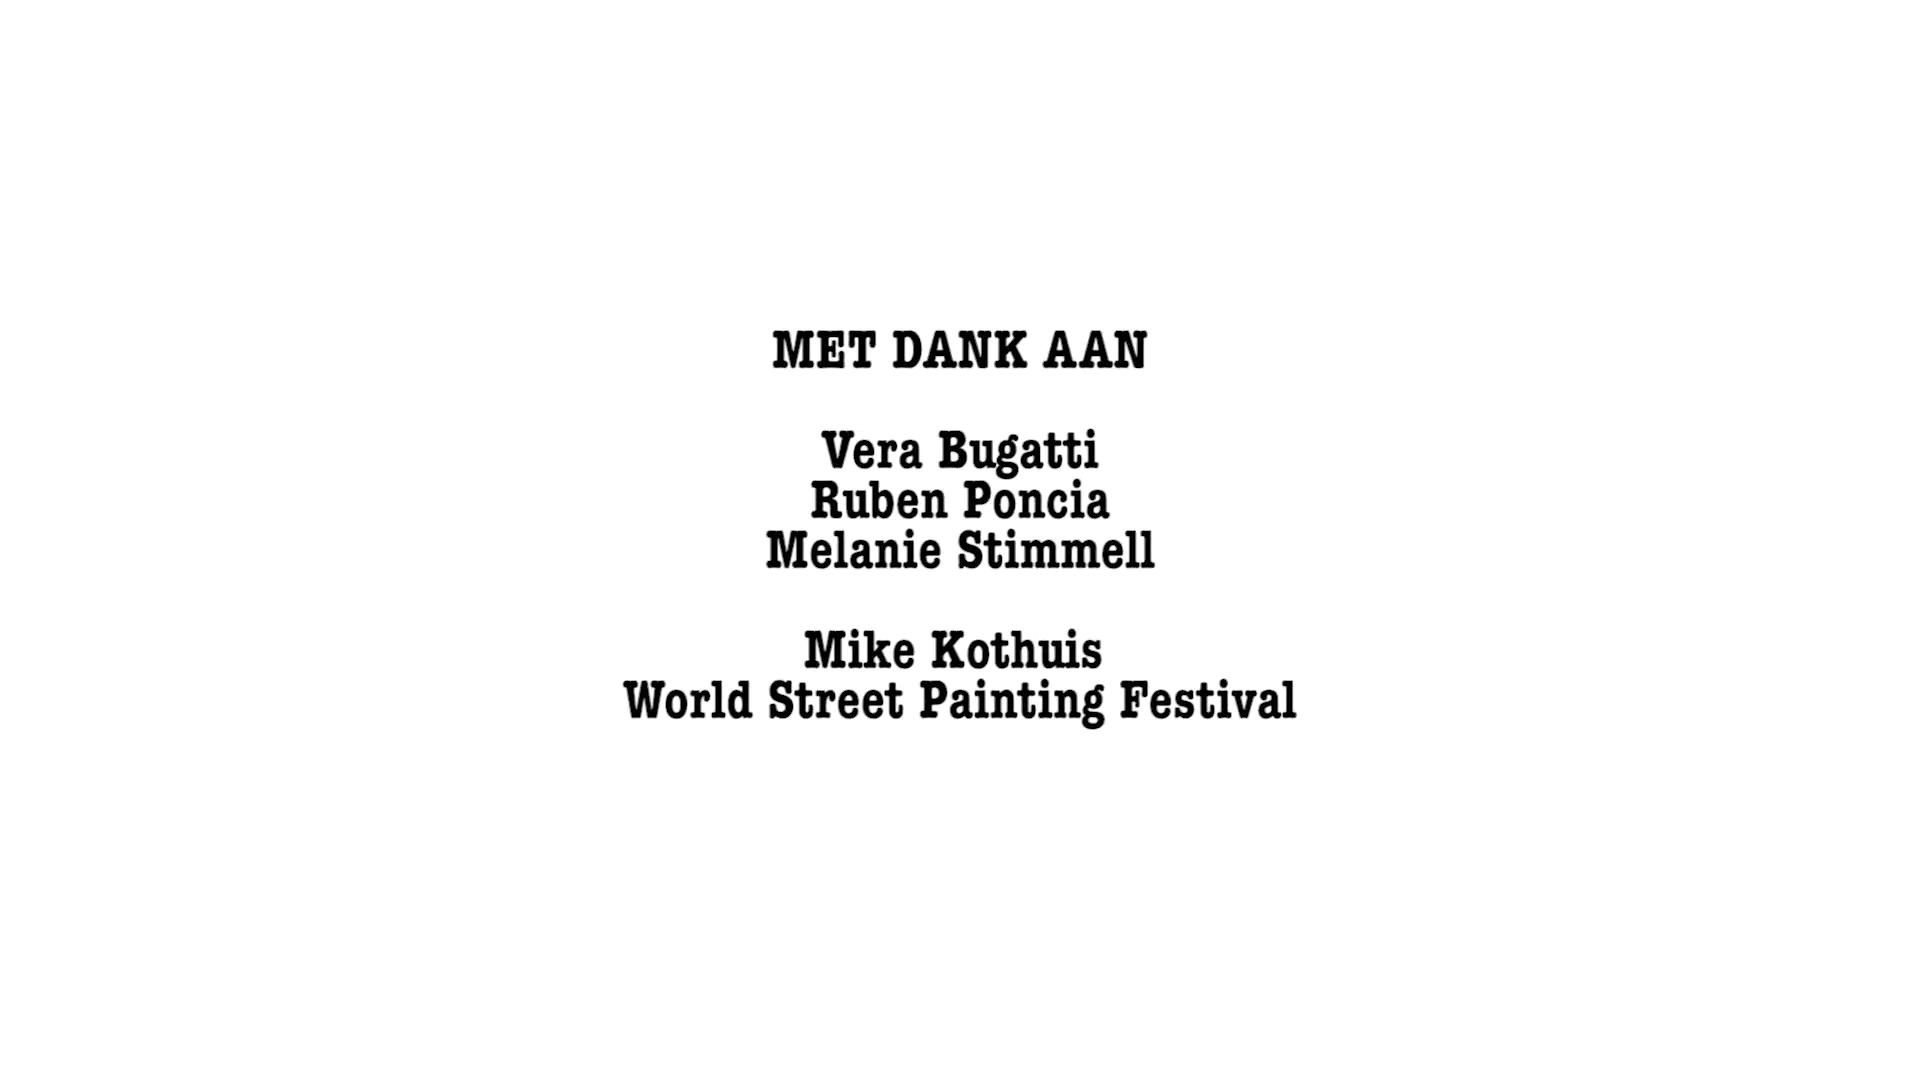 MET DANK AAN
Vera Bugatti
Ruben Poncia
Melanie Stimmell
Mike Kothuis
World Street Painting Festival